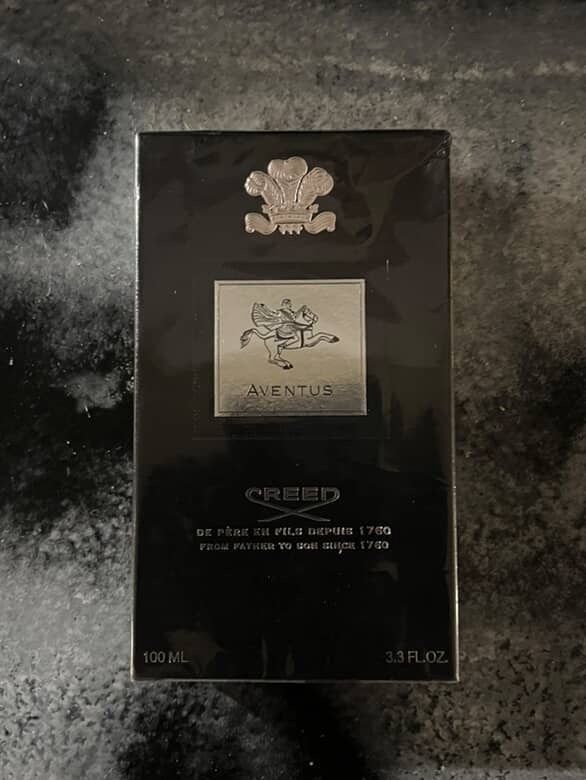 AVENTUS
CREED
DE PÈRE EN FILS DEPUIS 1760
FROM FATHER TO SON SINCE 1760
100 ML
3.3 FL.OZ.